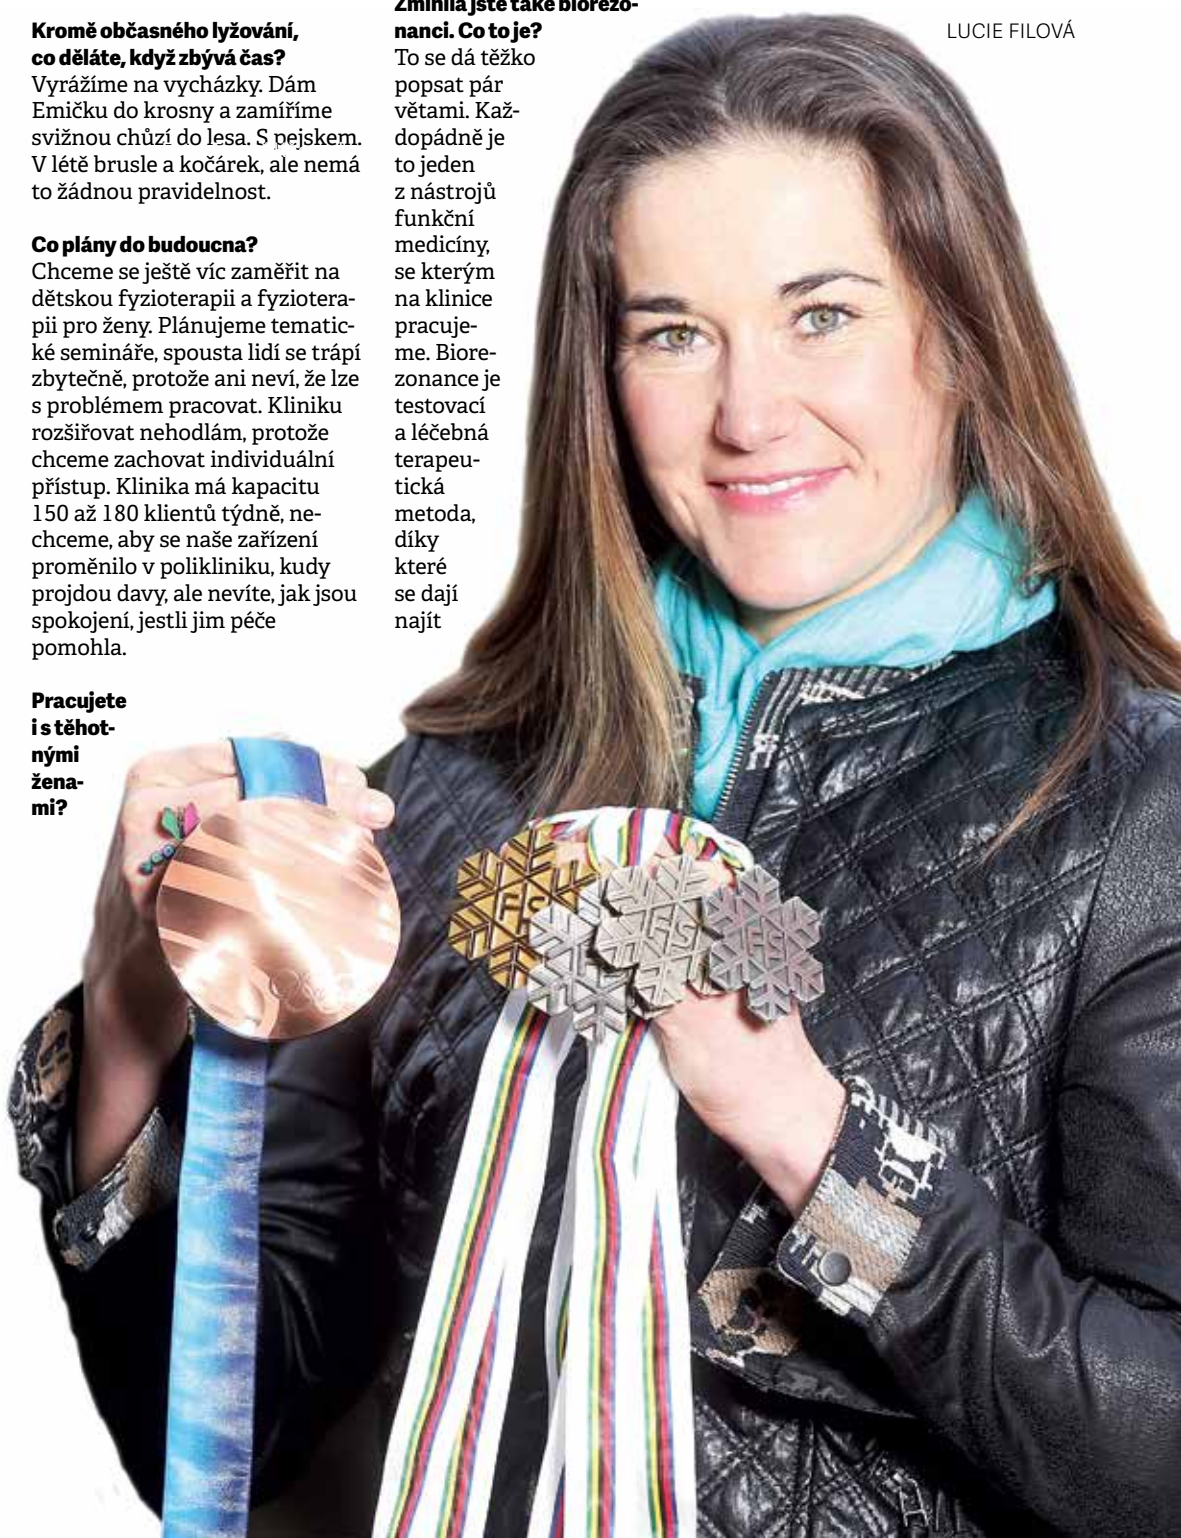 Kromě občasného lyžování,
co děláte, když zbývá čas?
Vyrážíme na vycházky. Dám
Emičku do krosny a zamíříme
svižnou chůzí do lesa. S pejskem.
V létě brusle a kočárek, ale nemá
to žádnou pravidelnost.
Co plány do budoucna?
Chceme se ještě víc zaměřit na
dětskou fyzioterapii a fyziotera-
pii pro ženy. Plánujeme tematic-
ké semináře, spousta lidí se trápí
zbytečně, protože ani neví, že lze
s problémem pracovat. Kliniku
rozšiřovat nehodlám, protože
chceme zachovat individuální
přístup. Klinika má kapacitu
150 až 180 klientů týdně, ne-
chceme, aby se naše zařízení
proměnilo v polikliniku, kudy
projdou davy, ale nevíte, jak jsou
spokojení, jestli jim péče
pomohla.
Pracujete
i s těhot-
nými
žena-
mi?
Zmínila jste také biorezo-
nanci. Co to je?
To se dá těžko
popsat pár
větami. Kaž-
dopádně je
to jeden
z nástrojů
funkční
medicíny,
se kterým
na klinice
pracuje-
me. Biore-
zonance je
testovací
a léčebná
terapeu-
tická
metoda,
díky
které
se dají
najít
LUCIE FILOVÁ
FS
FS
FS